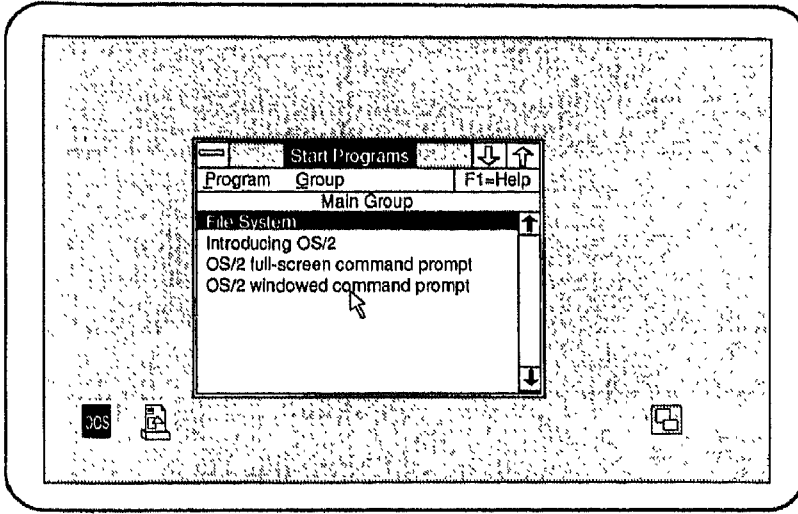 Start Programs
Program Group F1=Help
Main Group
File System
Introducing OS/2
OS/2 full-screen command prompt
OS/2 windowed command prompt
DOS